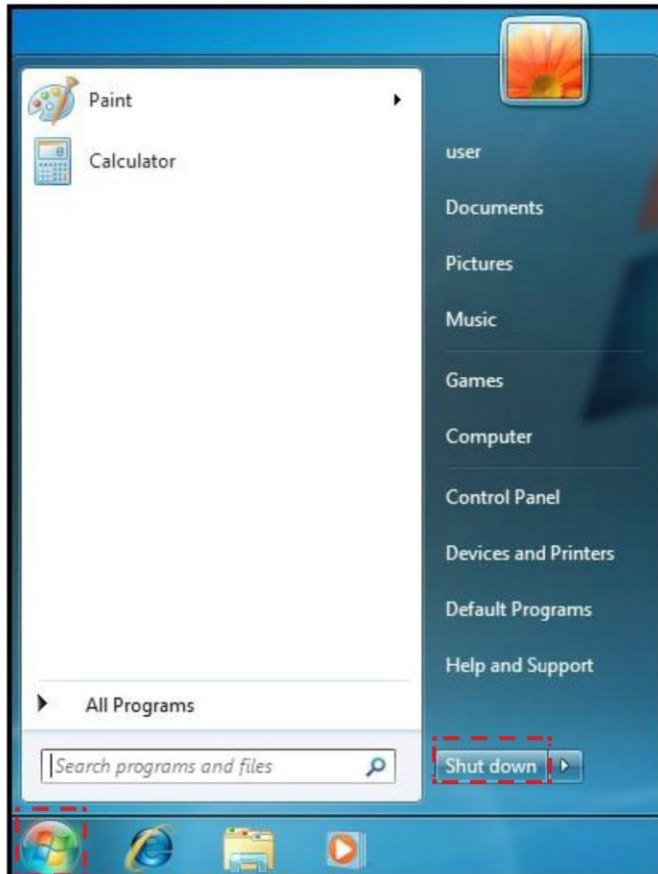 Paint
Calculator
All Programs
Search programs and files
user
Documents
Pictures
Music
Games
Computer
Control Panel
Devices and Printers
Default Programs
Help and Support
Shut down